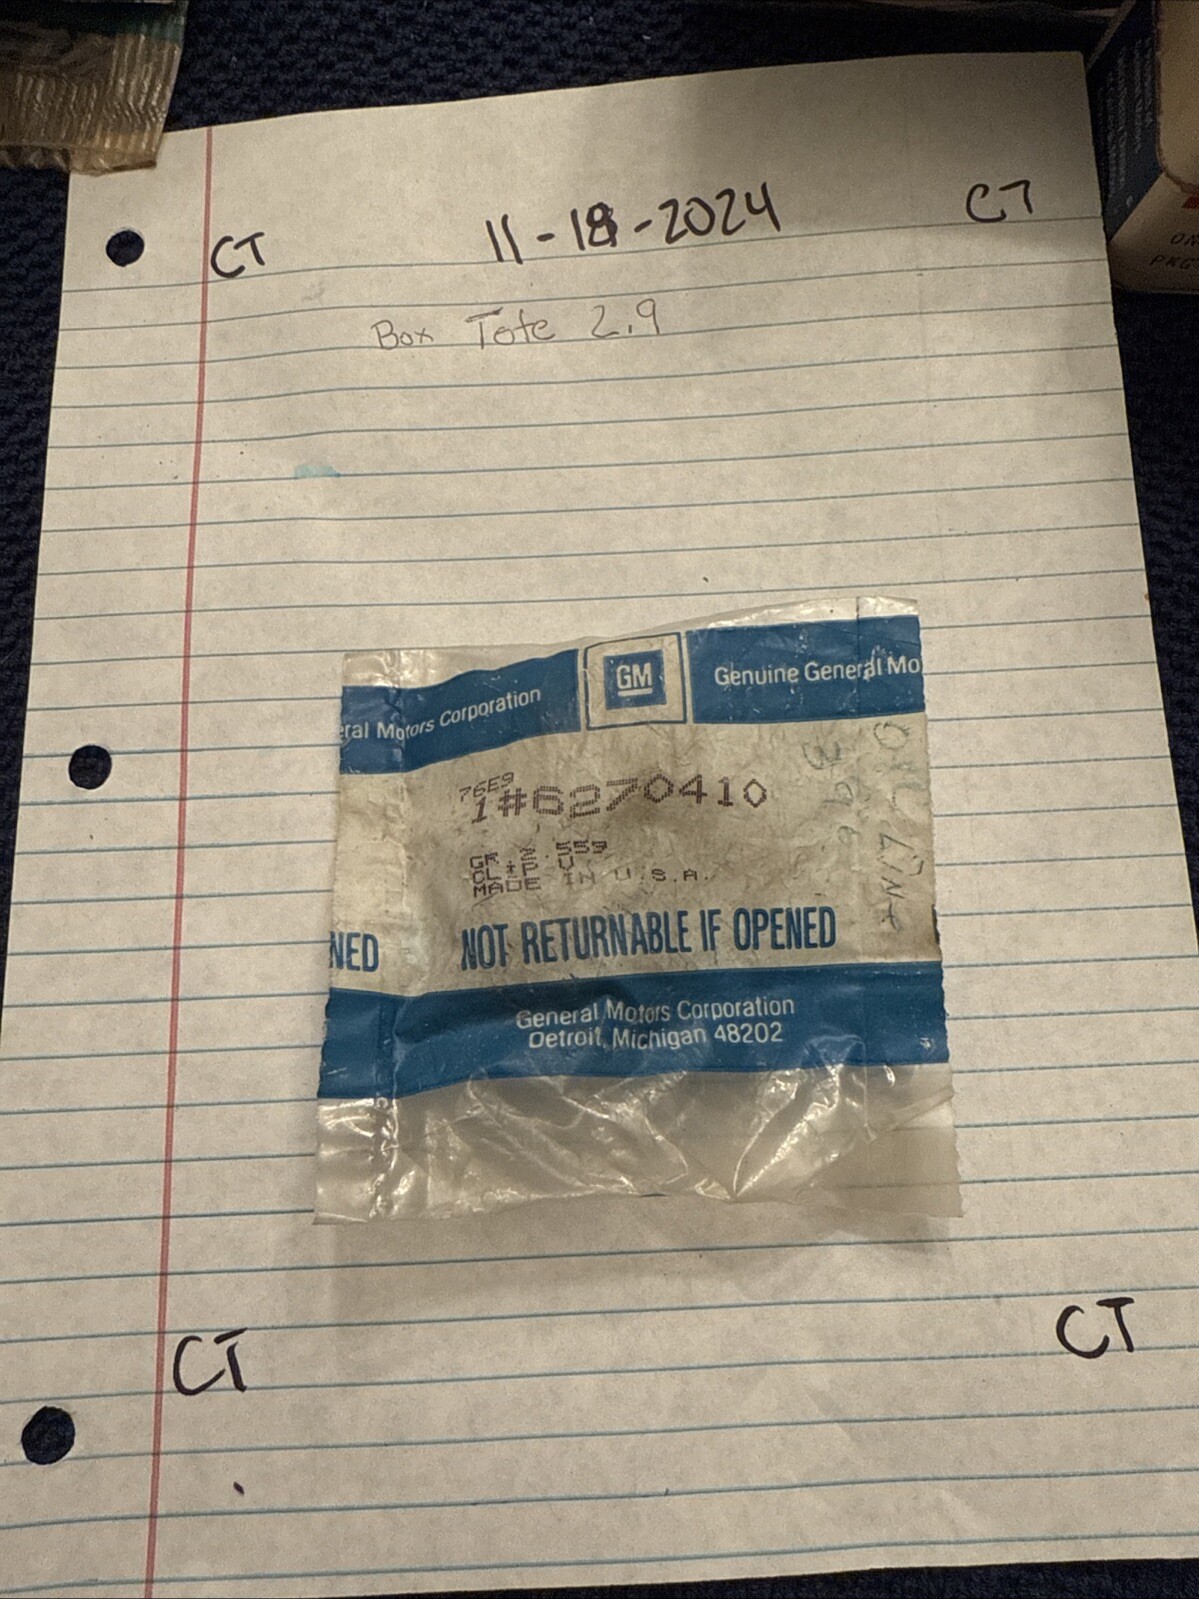 CT 11-18-2024 CT
Box Tote 2.9
eral Motors Corporation GM Genuine General Mo
76E9
1#6270410
GR 2.559
CLIP U
MADE IN U.S.A.
NED NOT RETURNABLE IF OPENED
General Motors Corporation
Detroit, Michigan 48202
CT CT